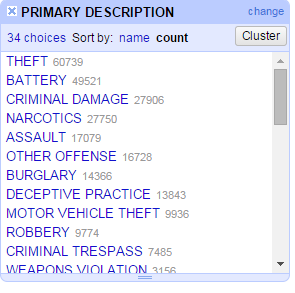 PRIMARY DESCRIPTION change
34 choices Sort by: name count Cluster
THEFT 60739
BATTERY 49521
CRIMINAL DAMAGE 27906
NARCOTICS 27750
ASSAULT 17079
OTHER OFFENSE 16728
BURGLARY 14366
DECEPTIVE PRACTICE 13843
MOTOR VEHICLE THEFT 9936
ROBBERY 9774
CRIMINAL TRESPASS 7485
WEAPONS VIOLATION 3156